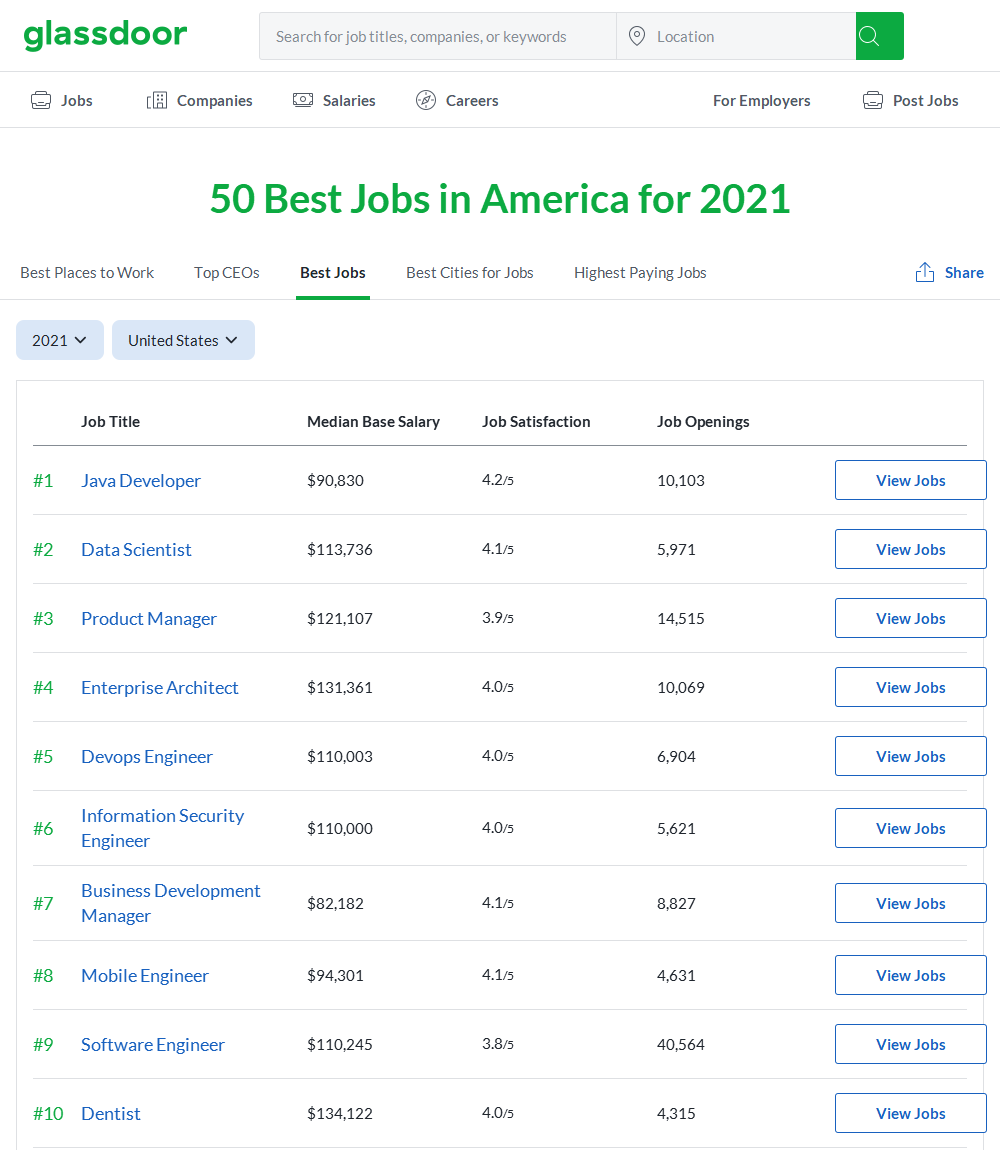 glassdoor
Search for job titles, companies, or keywords
Location
Jobs Companies Salaries Careers For Employers Post Jobs
50 Best Jobs in America for 2021
Best Places to Work Top CEOs Best Jobs Best Cities for Jobs Highest Paying Jobs Share
2021 United States
Job Title Median Base Salary Job Satisfaction Job Openings
#1 Java Developer $90,830 4.2/5 10,103 View Jobs
#2 Data Scientist $113,736 4.1/5 5,971 View Jobs
#3 Product Manager $121,107 3.9/5 14,515 View Jobs
#4 Enterprise Architect $131,361 4.0/5 10,069 View Jobs
#5 Devops Engineer $110,003 4.0/5 6,904 View Jobs
#6 Information Security
Engineer $110,000 4.0/5 5,621 View Jobs
#7 Business Development
Manager $82,182 4.1/5 8,827 View Jobs
#8 Mobile Engineer $94,301 4.1/5 4,631 View Jobs
#9 Software Engineer $110,245 3.8/5 40,564 View Jobs
#10 Dentist $134,122 4.0/5 4,315 View Jobs